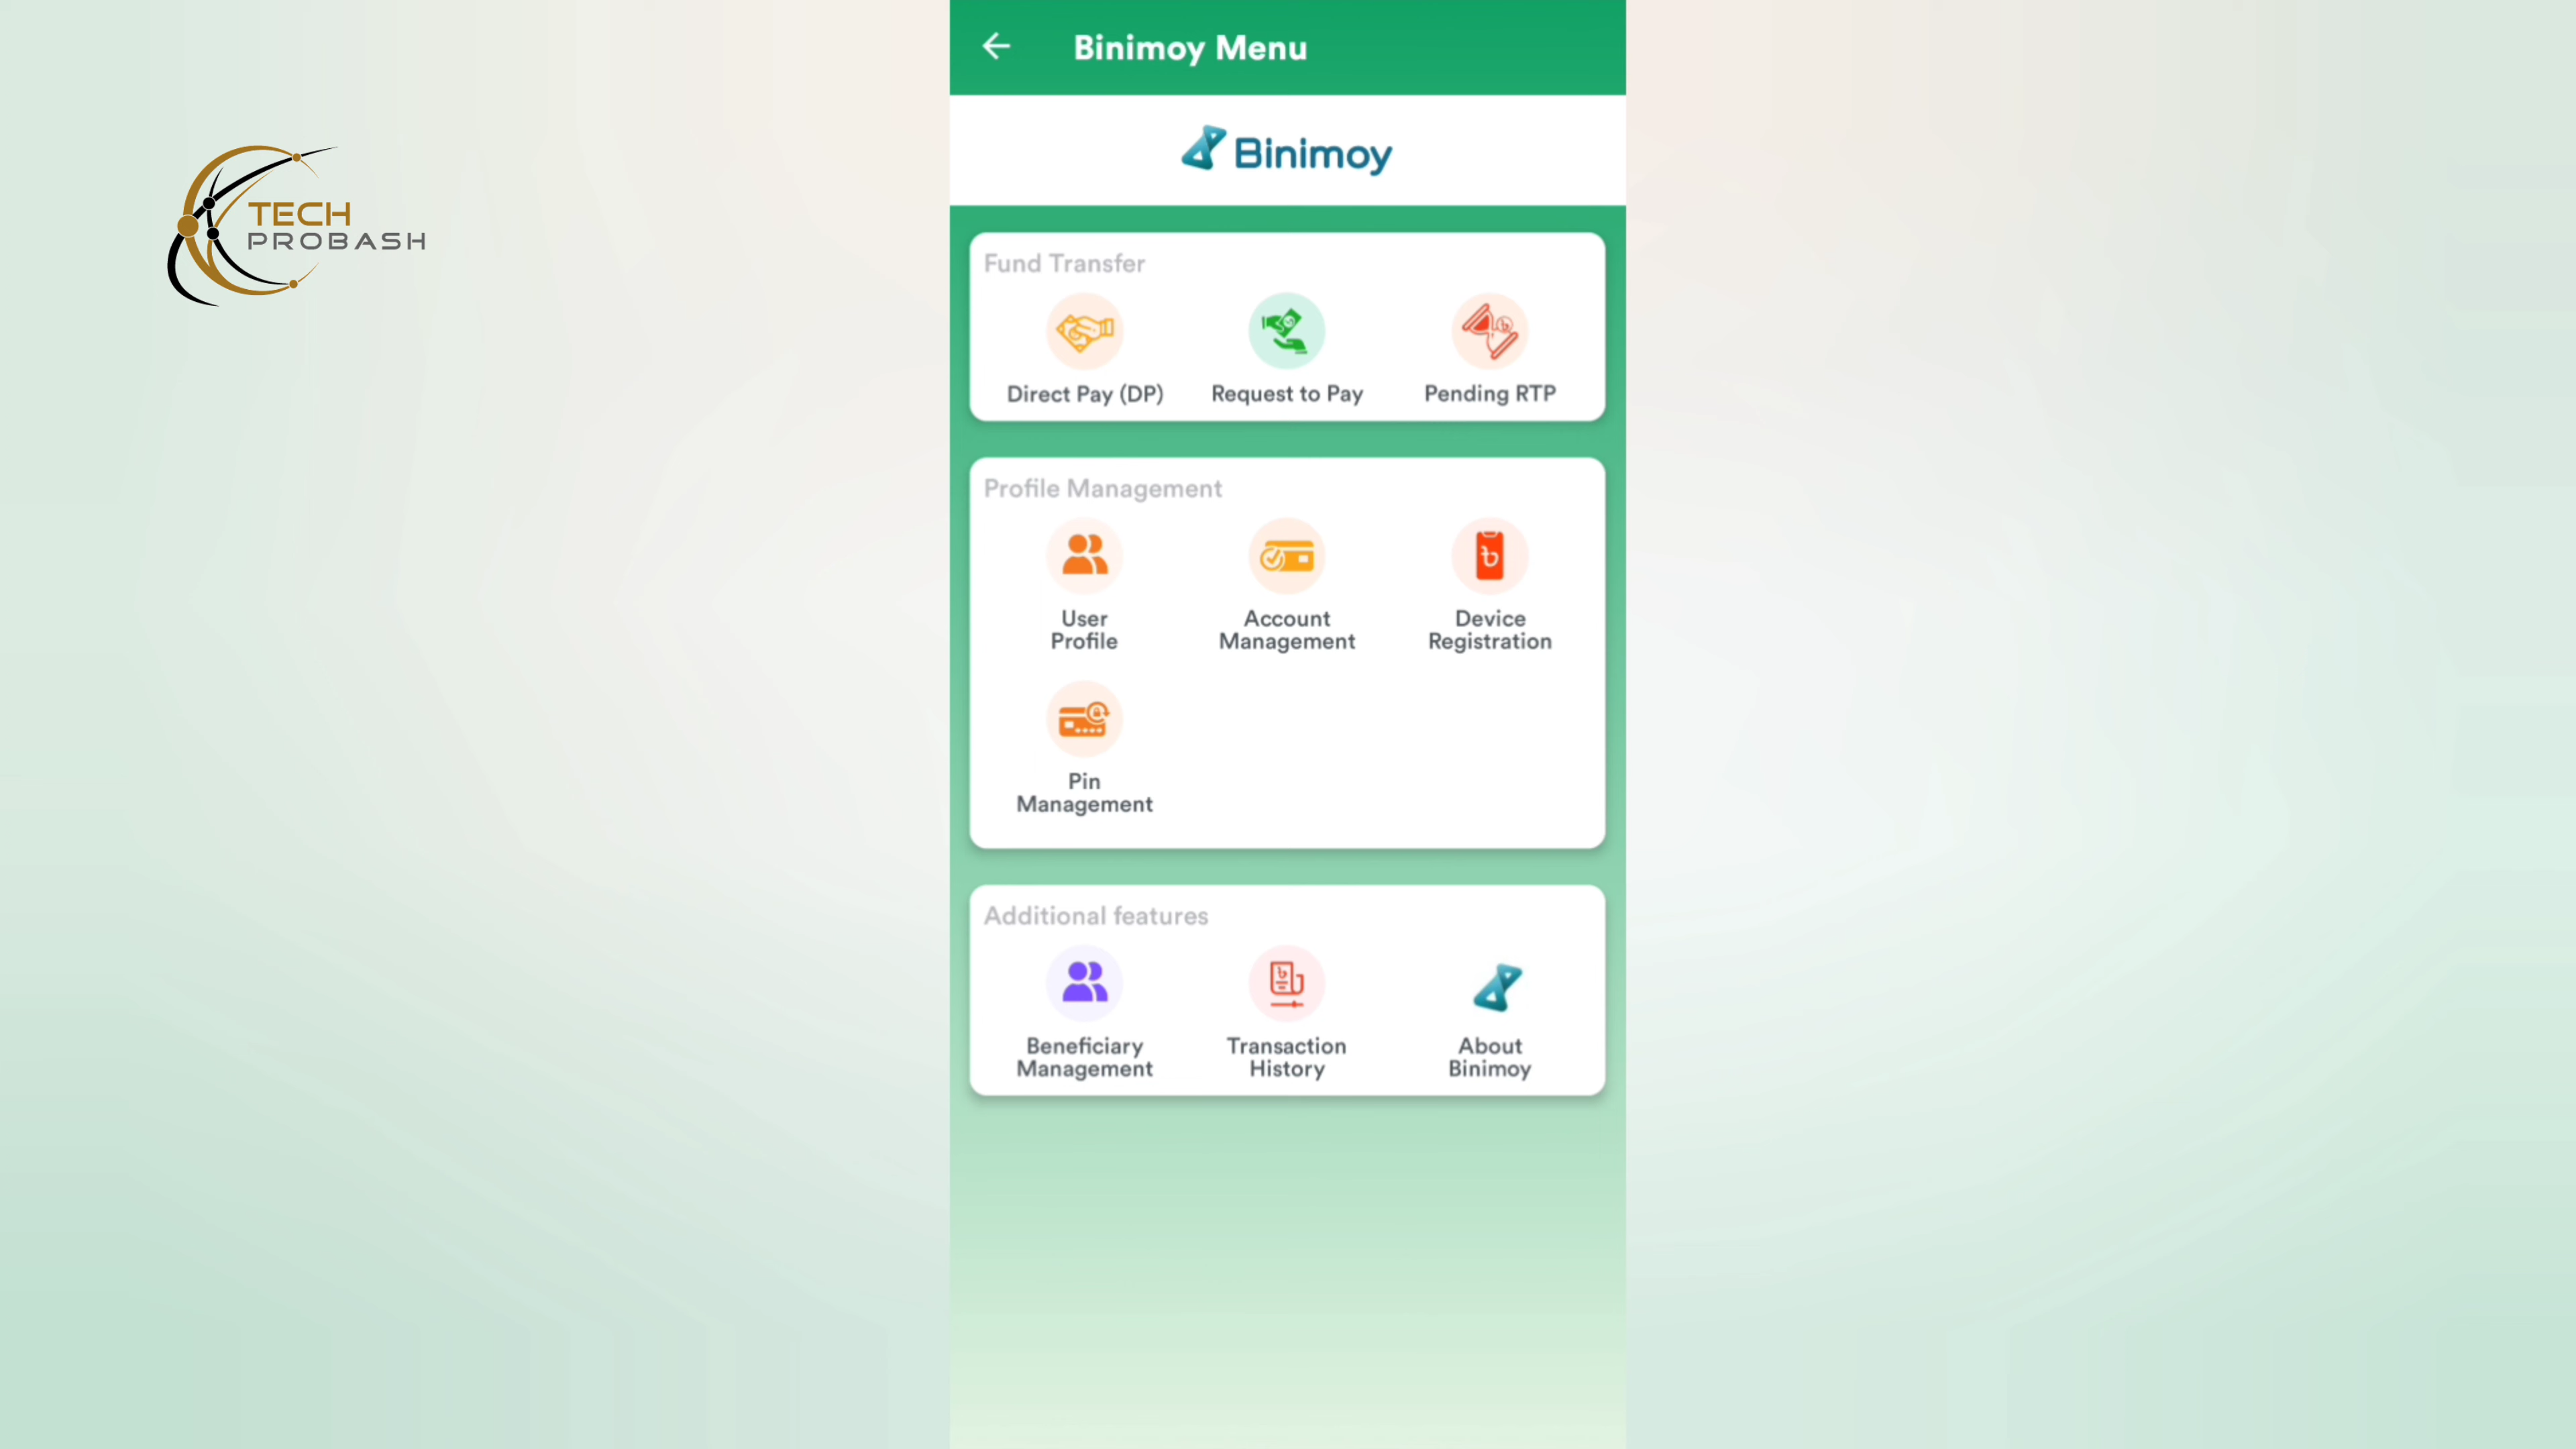 Binimoy Menu
TECH
PROBASH
Binimoy
Fund Transfer
Direct Pay (DP)
Request to Pay
Pending RTP
Profile Management
User
Profile
Account
Management
Device
Registration
Pin
Management
Additional features
Beneficiary
Management
Transaction
History
About
Binimoy